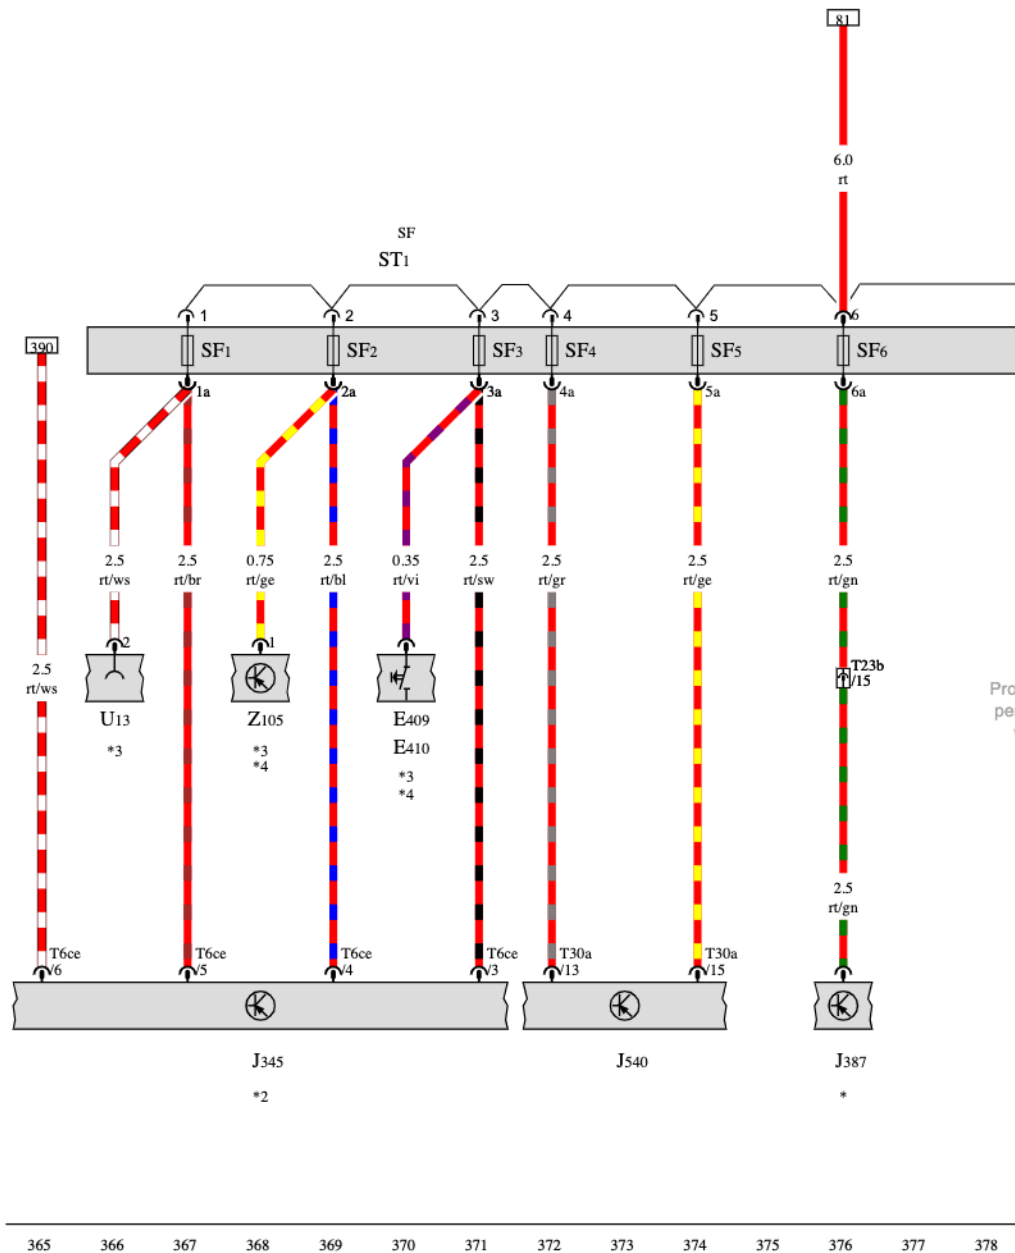 81
6.0
rt
SF
ST1
1 2 3 4 5 6
390
SF1 SF2 SF3 SF4 SF5 SF6
1a 2a 3a 4a 5a 6a
2.5 2.5 0.75 2.5 0.35 2.5 2.5 2.5 2.5
rt/ws rt/br rt/ge rt/bl rt/vi rt/sw rt/gr rt/ge rt/gn
2 1
2.5
rt/ws
T23b
/15
U13 Z105 E409
*3 *3 E410
*4 *3
*4
2.5
rt/gn
T6ce T6ce T6ce T6ce T30a T30a
/6 /5 /4 /3 /13 /15
J345 J540 J387
*2 *
365 366 367 368 369 370 371 372 373 374 375 376 377 378